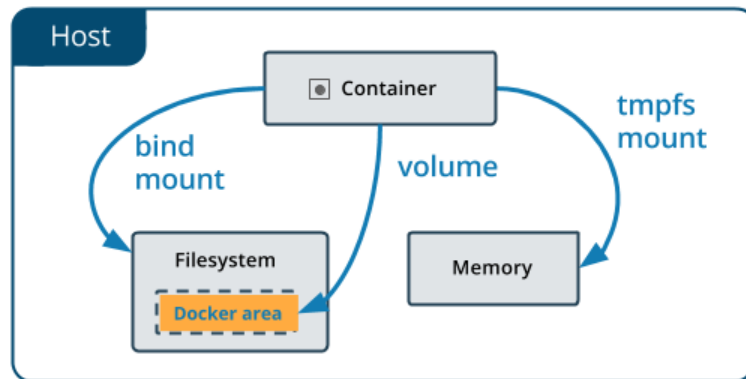 Host
Container
bind
mount
volume
tmpfs
mount
Filesystem
Docker area
Memory